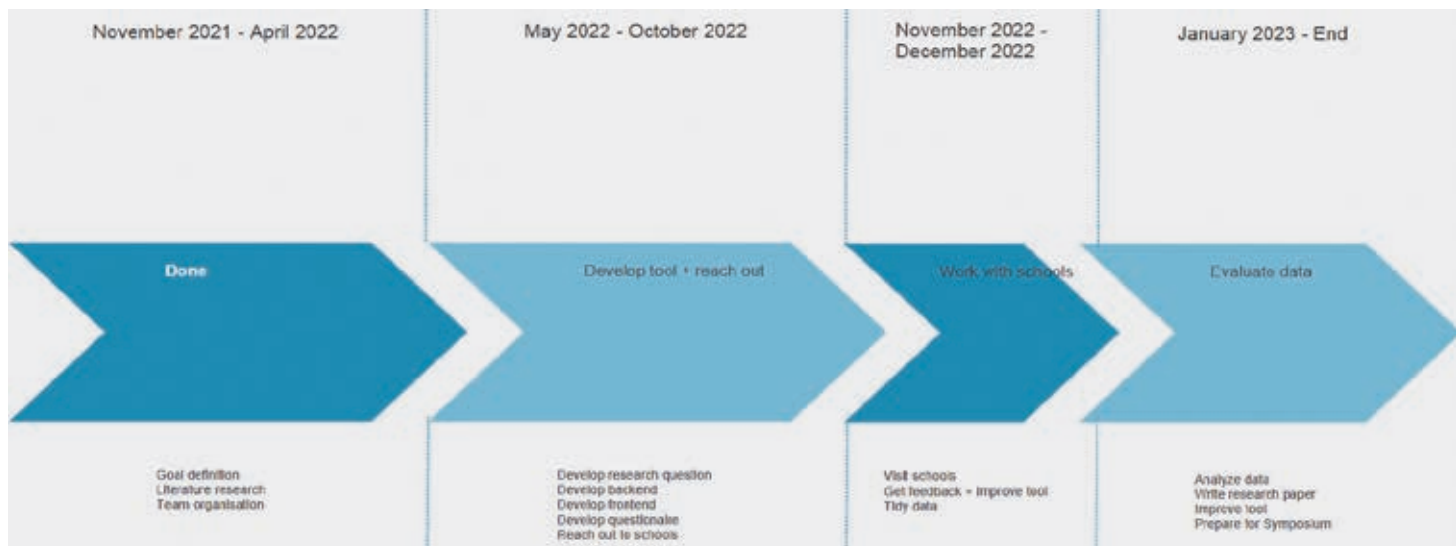 November 2021 - April 2022
May 2022 - October 2022
November 2022 -
December 2022
January 2023 - End
Done
Develop tool + reach out
Work with schools
Evaluate data
Goal definition
Literature research
Team organisation
Develop research question
Develop backend
Develop frontend
Develop questionaire
Reach out to schools
Visit schools
Get feedback + Improve tool
Tidy data
Analyze data
Write research paper
Improve tool
Prepare for Symposium